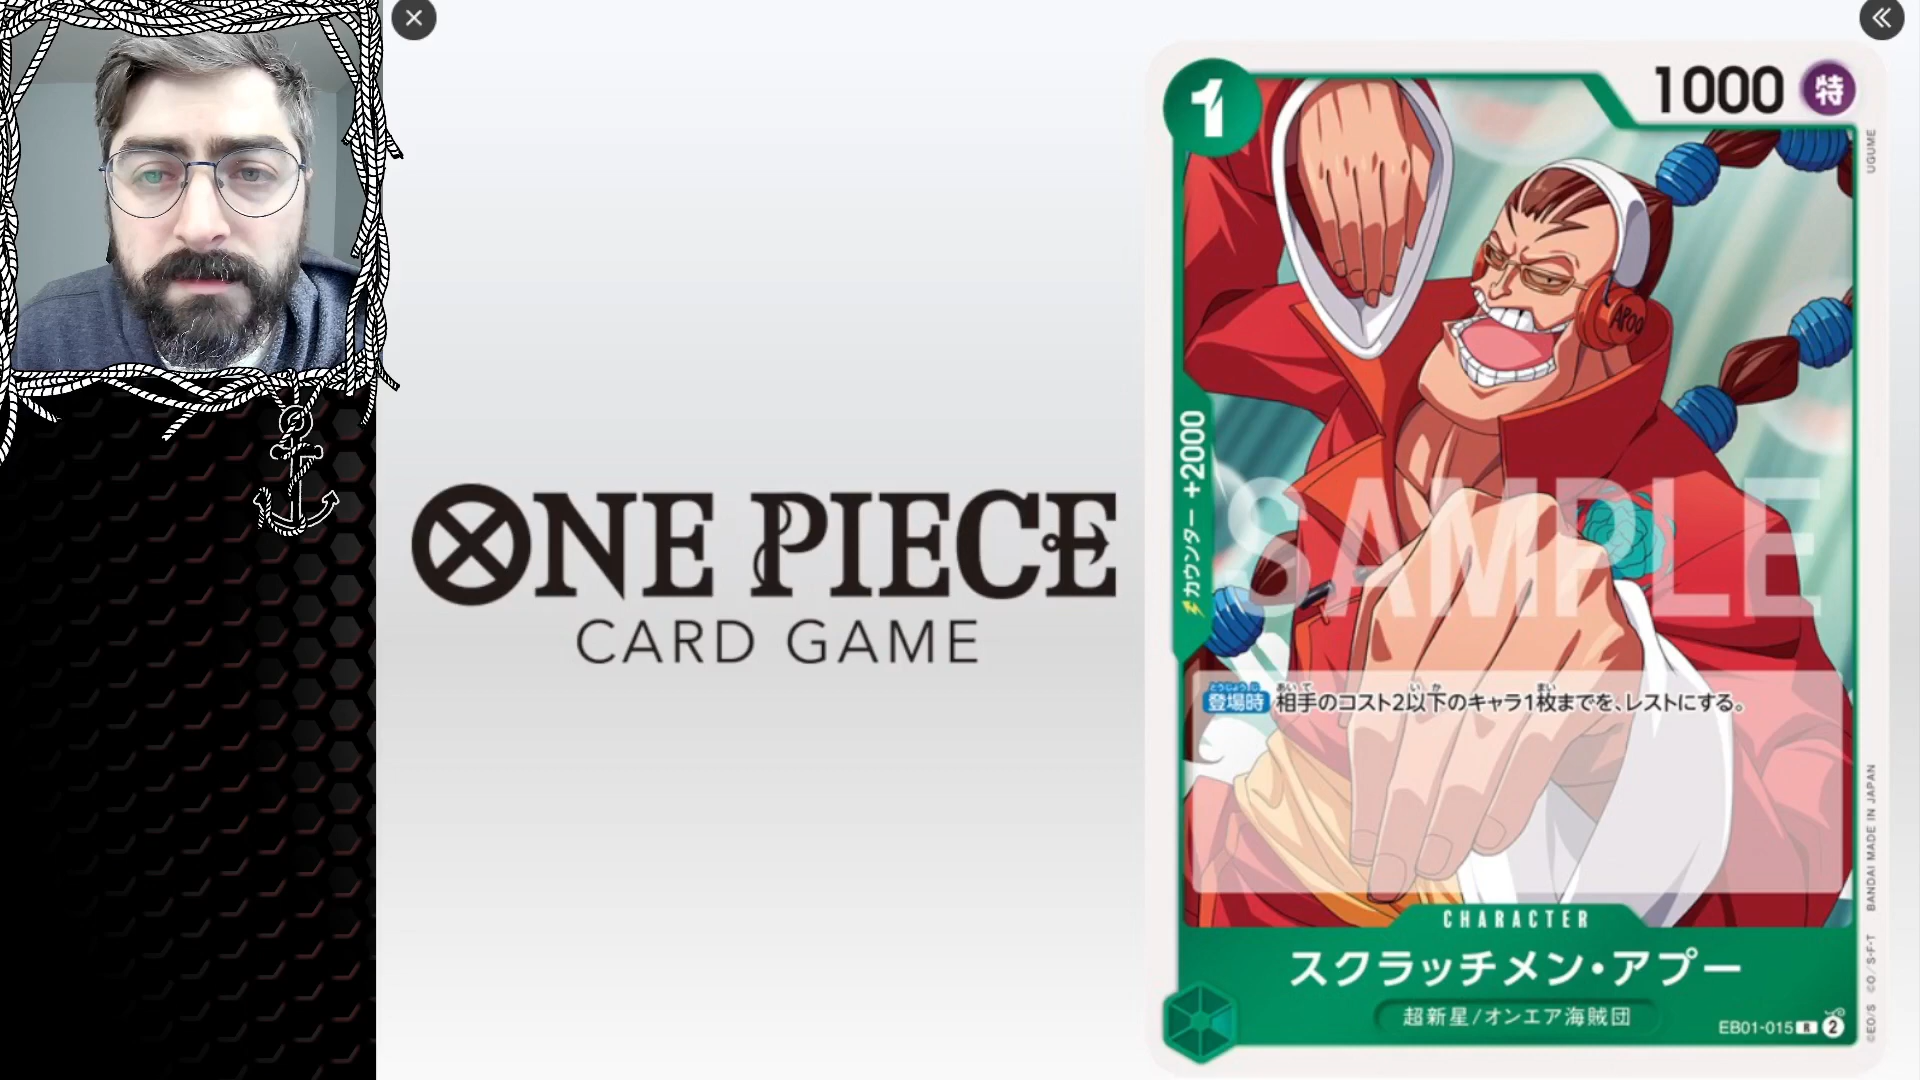 1
1000 特
UGUME
APOO
カウンター +2000
SAMPLE
ONE PIECE
CARD GAME
登場時 相手のコスト2以下のキャラ1枚までを、レストにする。
CHARACTER
スクラッチメン・アプー
超新星/オンエア海賊団
EB01-015 R 2
©EO/S ©O/S・F・T BANDAI MADE IN JAPAN